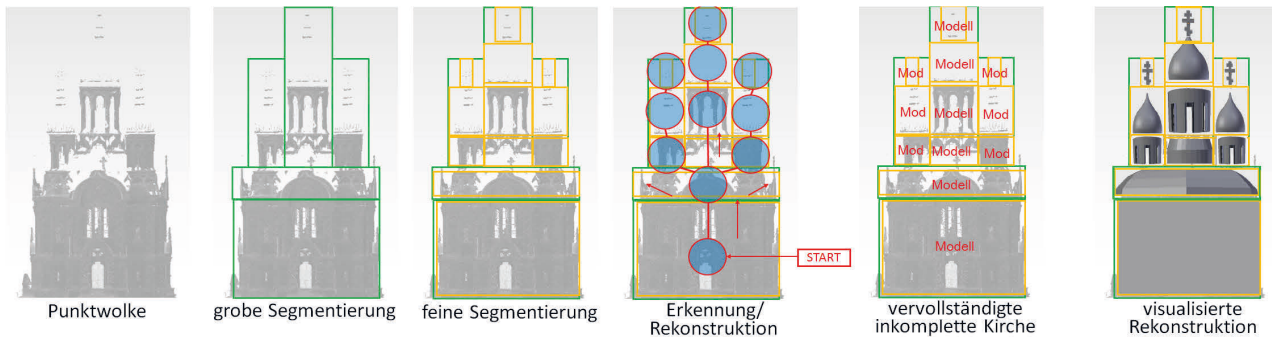 Modell
Modell
Mod
Mod
Mod
Modell
Mod
Mod
Modell
Mod
Modell
Modell
START
Punktwolke
grobe Segmentierung
feine Segmentierung
Erkennung/
Rekonstruktion
vervollständigte
inkomplette Kirche
visualisierte
Rekonstruktion